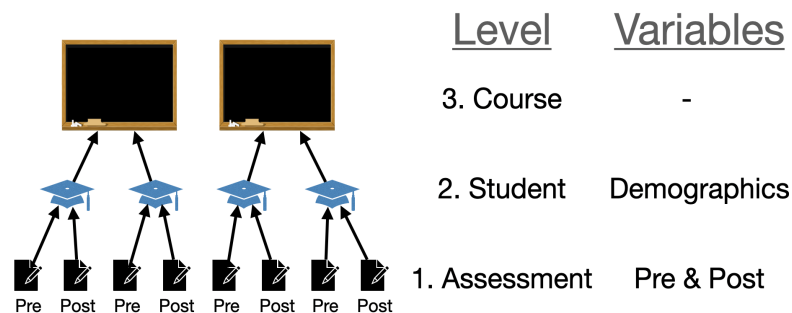 Level Variables
3. Course -
2. Student Demographics
1. Assessment Pre & Post
Pre Post Pre Post Pre Post Pre Post